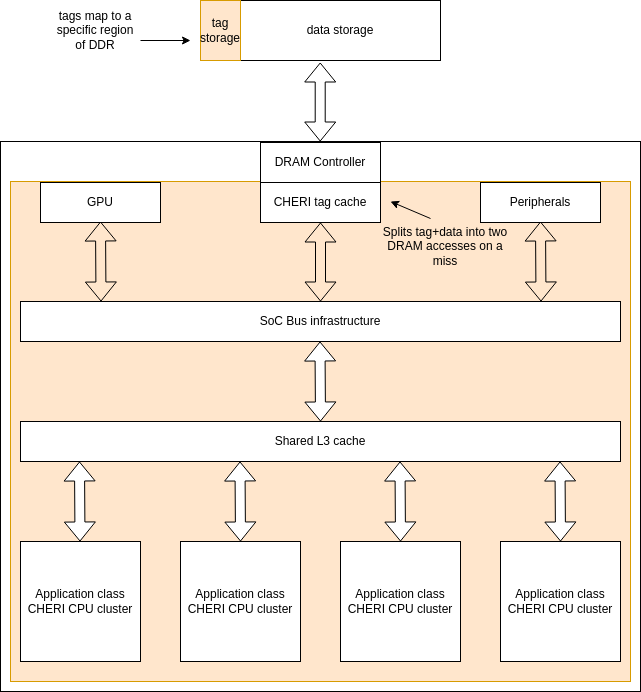 tags map to a
specific region
of DDR
tag
storage
data storage
DRAM Controller
GPU
CHERI tag cache
Peripherals
Splits tag+data into two
DRAM accesses on a
miss
SoC Bus infrastructure
Shared L3 cache
Application class
CHERI CPU cluster
Application class
CHERI CPU cluster
Application class
CHERI CPU cluster
Application class
CHERI CPU cluster